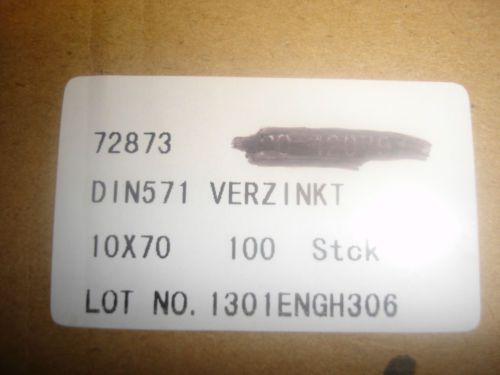 72873
DIN571 VERZINKT
10X70 100 Stck
LOT NO. 1301ENGH306